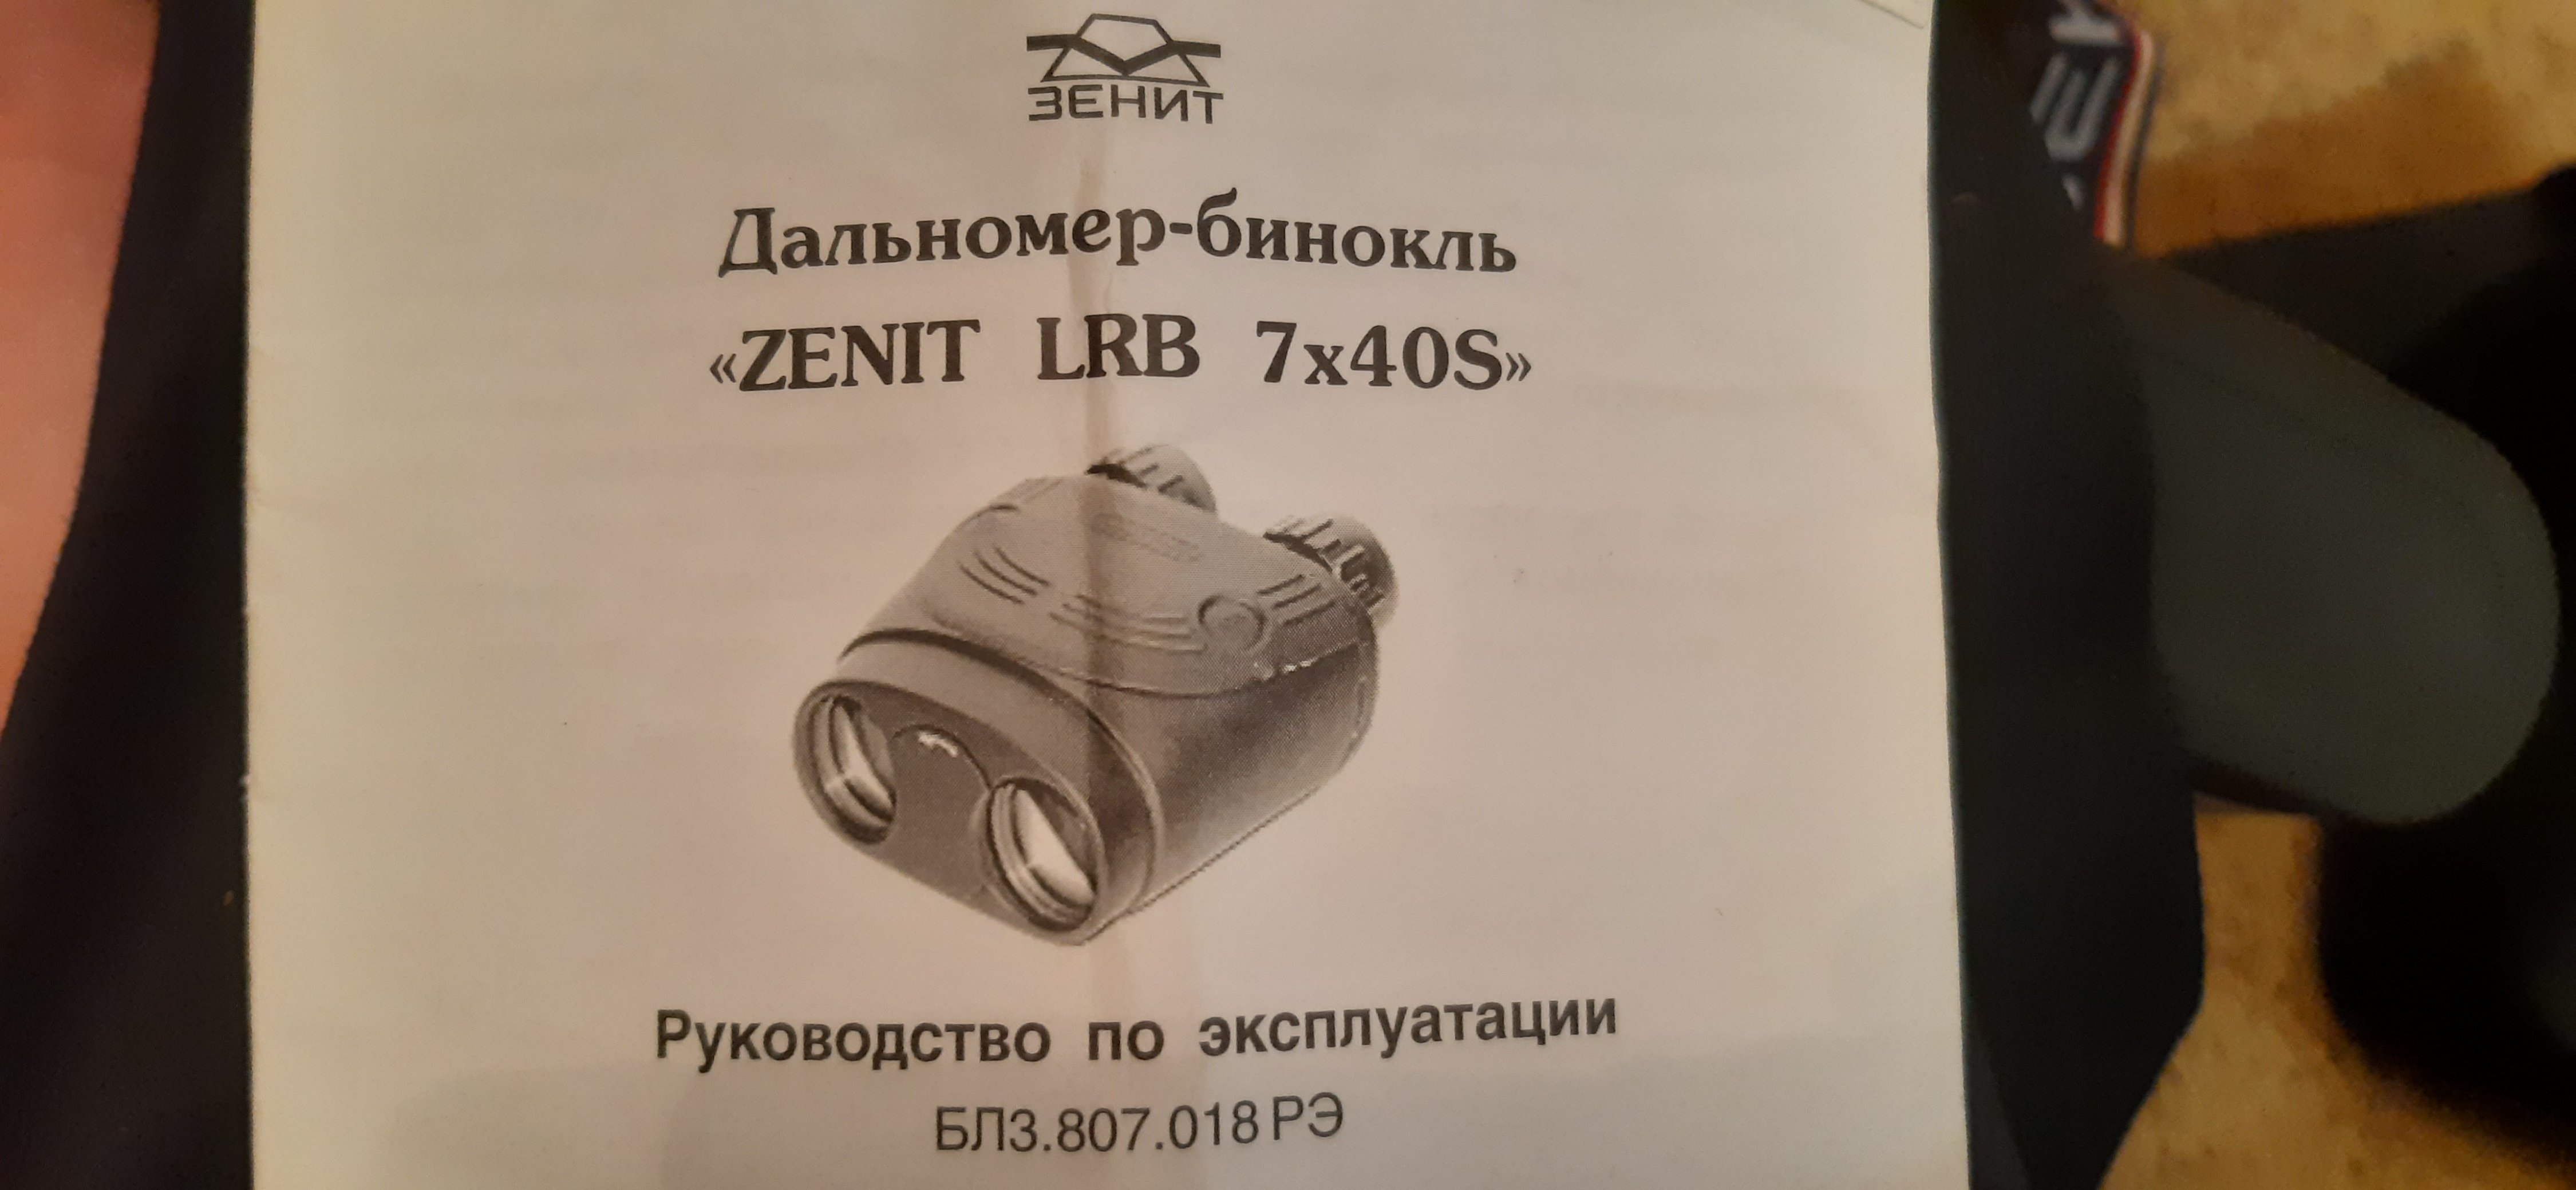 ЗЕНИТ
Дальномер-бинокль
«ZENIT LRB 7x40S»
Руководство по эксплуатации
БЛ3.807.018 РЭ